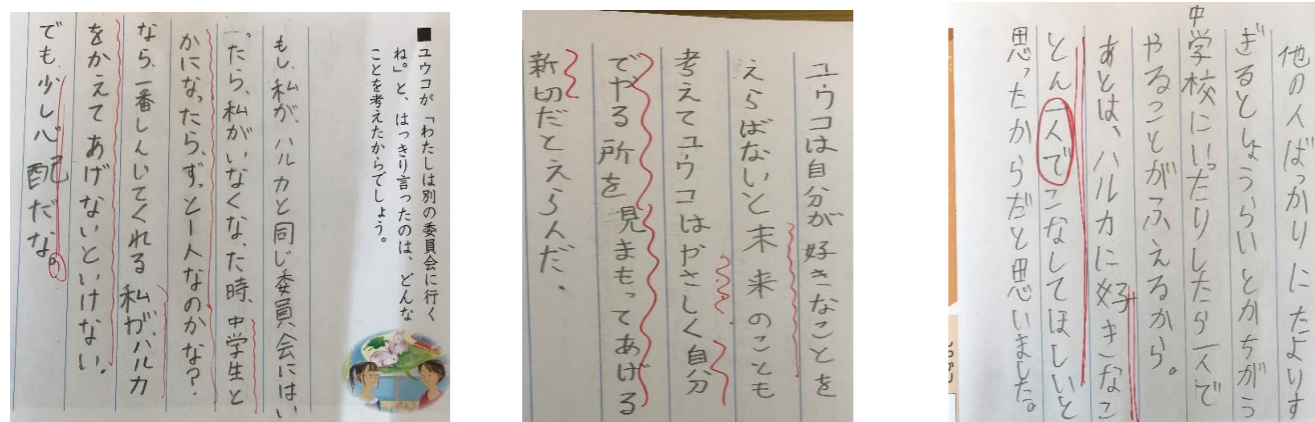 ■ユウコが「わたしは別の委員会に行く
ね。」と、はっきり言ったのは、どんな
ことを考えたからでしょう。
もし、私が、ハルカと同じ委員会にはい
ったら、私がいなくなった時、中学生と
かになったら、ずっと一人なのかな?
なら、一番しんいてくれる私が、ハルカ
をかえてあげないといけない。
でも、少し心配だな。
ユウコは自分が好きなことを
えらばないと末来のことも
考えてユウコはやさしく自分
でやる所を見まもってあげる
新切だとえらんだ.
他の人ばっかりにたよりす
ぎるとしょうらいとかちがう
中学校にいったりしたら一人で
やることがふえるから。
あとは、ハルカに好きなこ
とん一人でこなしてほしいと
思ったからだと思いました。